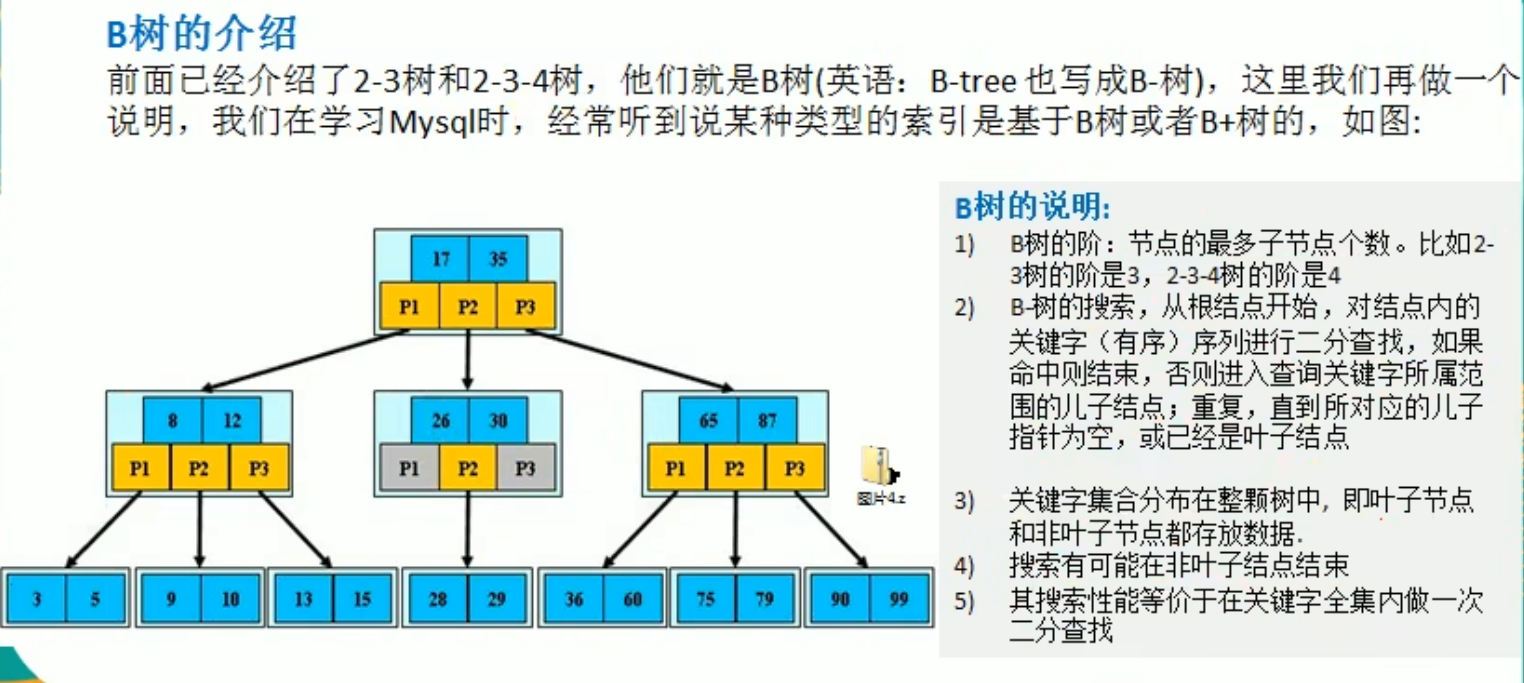 B树的介绍
前面已经介绍了2-3树和2-3-4树，他们就是B树(英语：B-tree 也写成B-树)，这里我们再做一个
说明，我们在学习Mysql时，经常听到说某种类型的索引是基于B树或者B+树的，如图:
17 35
P1 P2 P3
8 12
P1 P2 P3
26 30
P1 P2 P3
65 87
P1 P2 P3
3 5
9 10
13 15
28 29
36 60
75 79
90 99
图片4.z
B树的说明:
1) B树的阶：节点的最多子节点个数。比如2-
3树的阶是3，2-3-4树的阶是4
2) B-树的搜索，从根结点开始，对结点内的
关键字（有序）序列进行二分查找，如果
命中则结束，否则进入查询关键字所属范
围的儿子结点；重复，直到所对应的儿子
指针为空，或已经是叶子结点
3) 关键字集合分布在整颗树中, 即叶子节点
和非叶子节点都存放数据.
4) 搜索有可能在非叶子结点结束
5) 其搜索性能等价于在关键字全集内做一次
二分查找